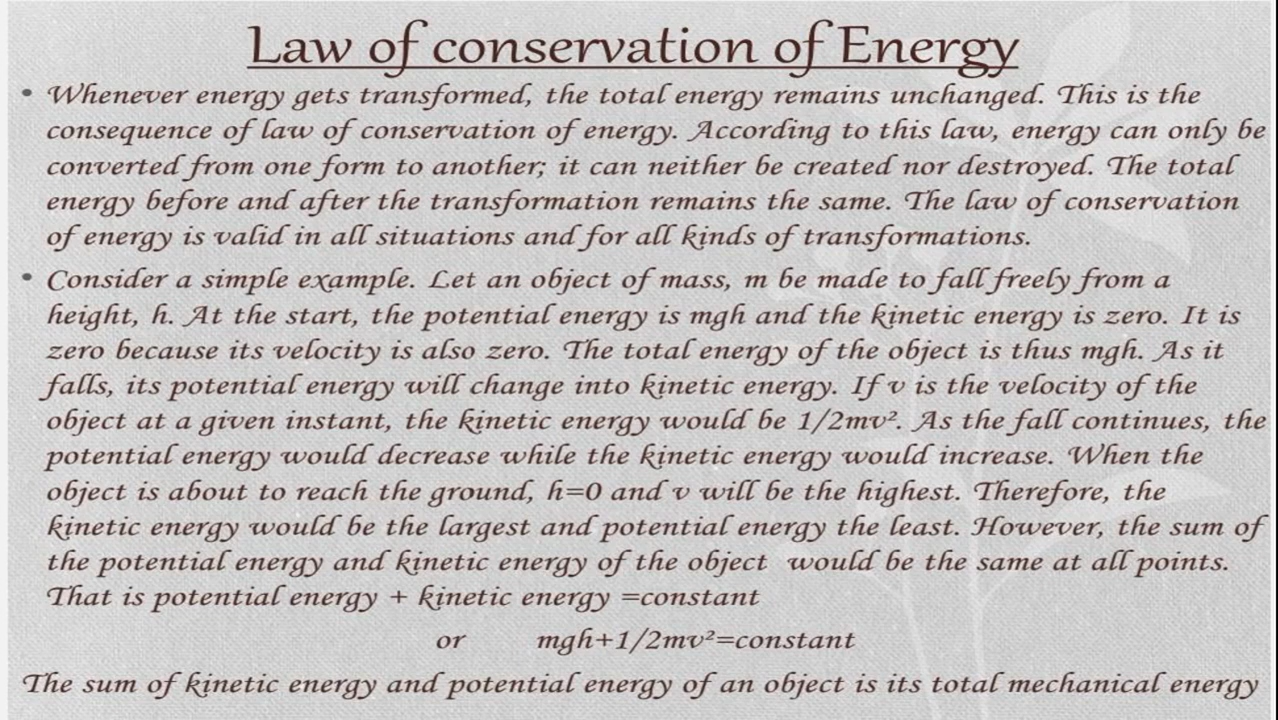 Law of conservation of Energy
• Whenever energy gets transformed, the total energy remains unchanged. This is the
consequence of law of conservation of energy. According to this law, energy can only be
converted from one form to another; it can neither be created nor destroyed. The total
energy before and after the transformation remains the same. The law of conservation
of energy is valid in all situations and for all kinds of transformations.
• Consider a simple example. Let an object of mass, m be made to fall freely from a
height, h. At the start, the potential energy is mgh and the kinetic energy is zero. It is
zero because its velocity is also zero. The total energy of the object is thus mgh. As it
falls, its potential energy will change into kinetic energy. If v is the velocity of the
object at a given instant, the kinetic energy would be 1/2mv². As the fall continues, the
potential energy would decrease while the kinetic energy would increase. When the
object is about to reach the ground, h=0 and v will be the highest. Therefore, the
kinetic energy would be the largest and potential energy the least. However, the sum of
the potential energy and kinetic energy of the object would be the same at all points.
That is potential energy + kinetic energy =constant
or mgh+1/2mv²=constant
The sum of kinetic energy and potential energy of an object is its total mechanical energy